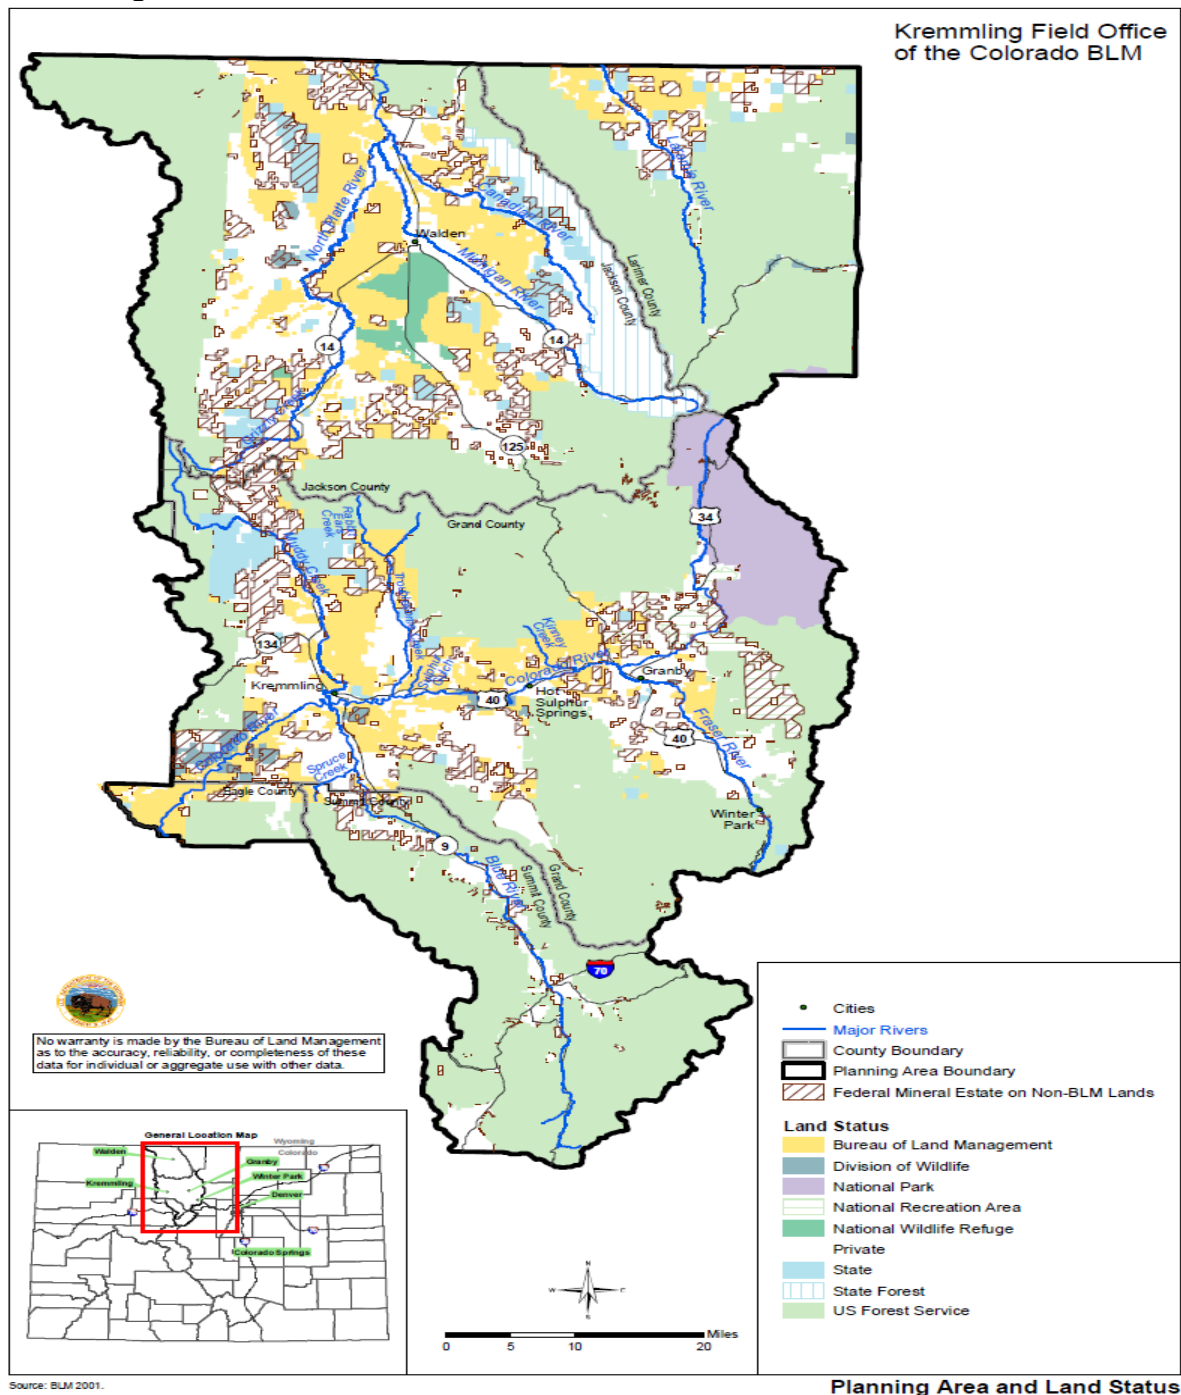 Kremmling Field Office
of the Colorado BLM
Laramie River
North Platte River
Canadian River
Walden
Michigan River
Larimer County
Jackson County
14
14
Grizzly Creek
125
Jackson County
Rabbit
Ears
Creek
Grand County
34
Muddy Creek
Troublesome Creek
Kinney
Creek
134
Sulphur
Gulch
Colorado River
Granby
Kremmling
40
Hot
Sulphur
Springs
Colorado River
Fraser River
40
Spruce
Creek
Eagle County
Summit County
Winter
Park
9
Blue River
Grand County
Summit County
70
No warranty is made by the Bureau of Land Management
as to the accuracy, reliability, or completeness of these
data for individual or aggregate use with other data.
Cities
Major Rivers
County Boundary
Planning Area Boundary
Federal Mineral Estate on Non-BLM Lands
Land Status
Bureau of Land Management
Division of Wildlife
National Park
National Recreation Area
National Wildlife Refuge
Private
State
State Forest
US Forest Service
General Location Map
Wyoming
Colorado
Walden
Granby
Kremmling
Winter Park
Denver
Colorado Springs
N
W
E
S
Miles
0 5 10 20
Source: BLM 2001.
Planning Area and Land Status